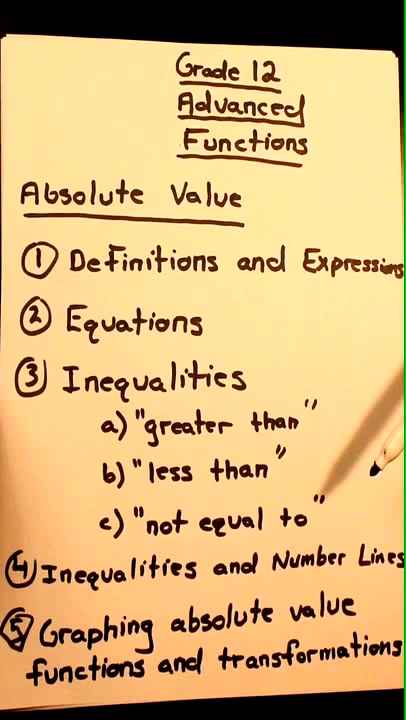 Grade 12
Advanced
Functions
Absolute Value
① Definitions and Expressions
② Equations
③ Inequalities
a) "greater than"
b) "less than"
c) "not equal to"
④ Inequalities and Number Lines
⑤ Graphing absolute value
functions and transformations